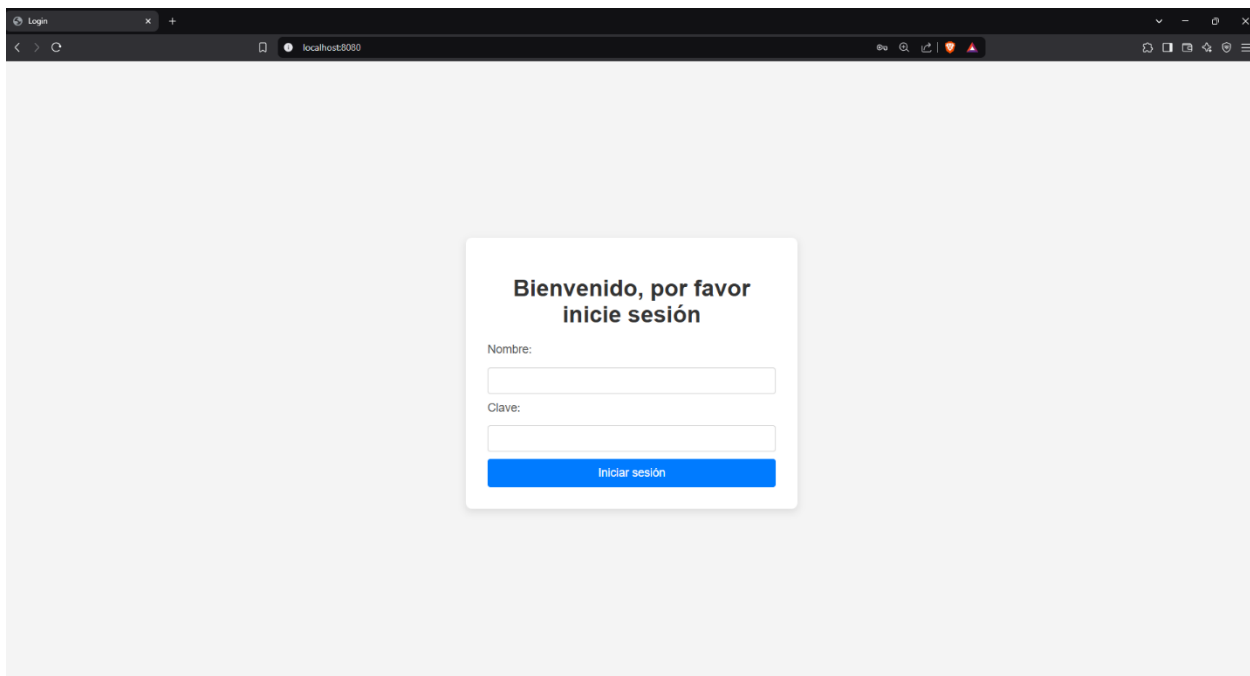 Login
localhost:8080
Bienvenido, por favor
inicie sesión
Nombre:
Clave:
Iniciar sesión